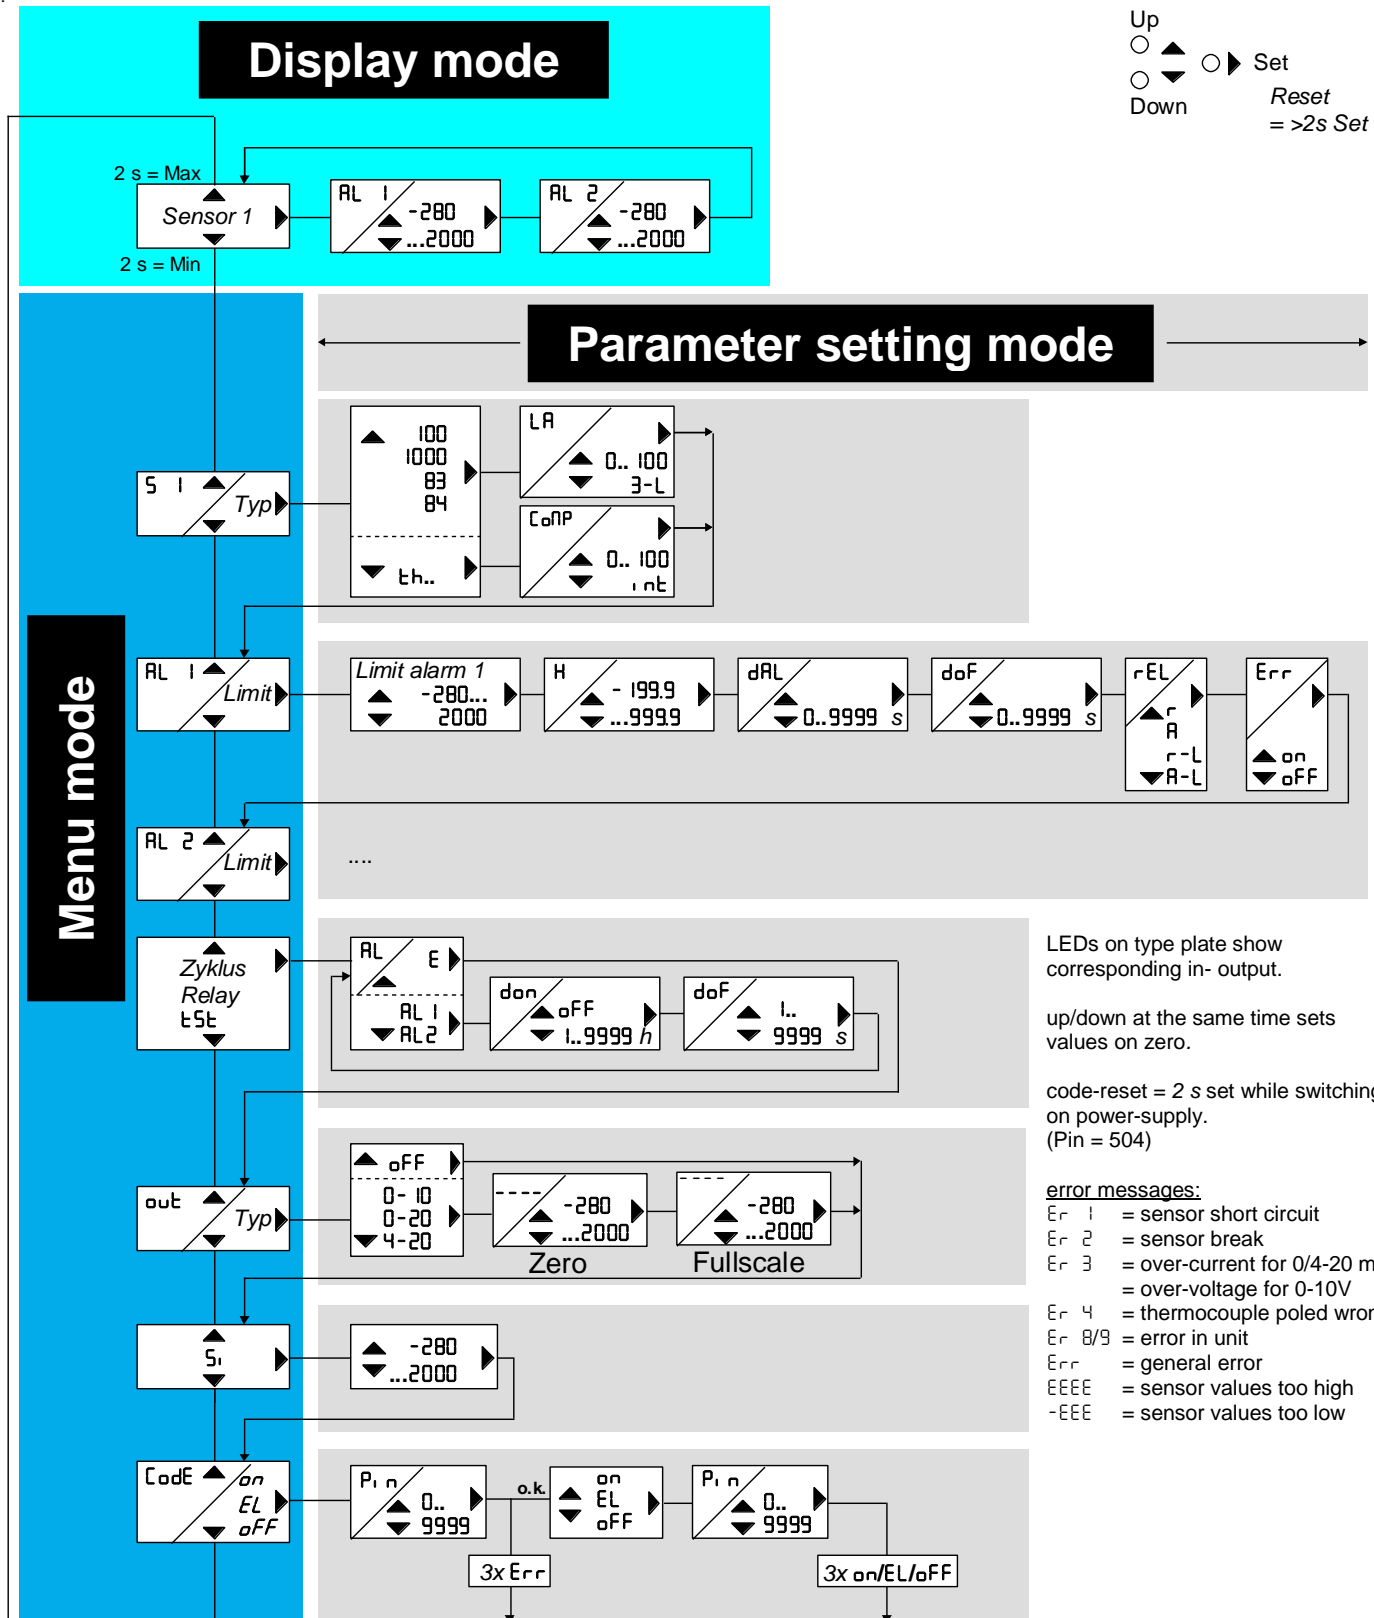 Display mode
Up
Set
Down
Reset
= >2s Set
2 s = Max
Sensor 1
2 s = Min
AL 1
-280
...2000
AL 2
-280
...2000
Parameter setting mode
Menu mode
S 1
Typ
100
1000
83
84
th..
LA
0.. 100
3-L
ConP
0.. 100
int
AL 1
Limit
Limit alarm 1
-280...
2000
H
- 199.9
...999.9
dAL
0..9999 s
doF
0..9999 s
rEL
r
A
r-L
A-L
Err
on
oFF
AL 2
Limit
....
Zyklus
Relay
tSt
AL
E
AL1
AL2
don
oFF
1..9999 h
doF
1..
9999 s
out
Typ
oFF
0- 10
0-20
4-20
----
-280
...2000
Zero
----
-280
...2000
Fullscale
Si
-280
...2000
CodE
on
EL
oFF
Pin
0..
9999
o.k.
on
EL
oFF
Pin
0..
9999
3x Err
3x on/EL/oFF
LEDs on type plate show
corresponding in- output.
up/down at the same time sets
values on zero.
code-reset = 2 s set while switching
on power-supply.
(Pin = 504)
error messages:
Er 1 = sensor short circuit
Er 2 = sensor break
Er 3 = over-current for 0/4-20 m
= over-voltage for 0-10V
Er 4 = thermocouple poled wron
Er 8/9 = error in unit
Err = general error
EEEE = sensor values too high
-EEE = sensor values too low